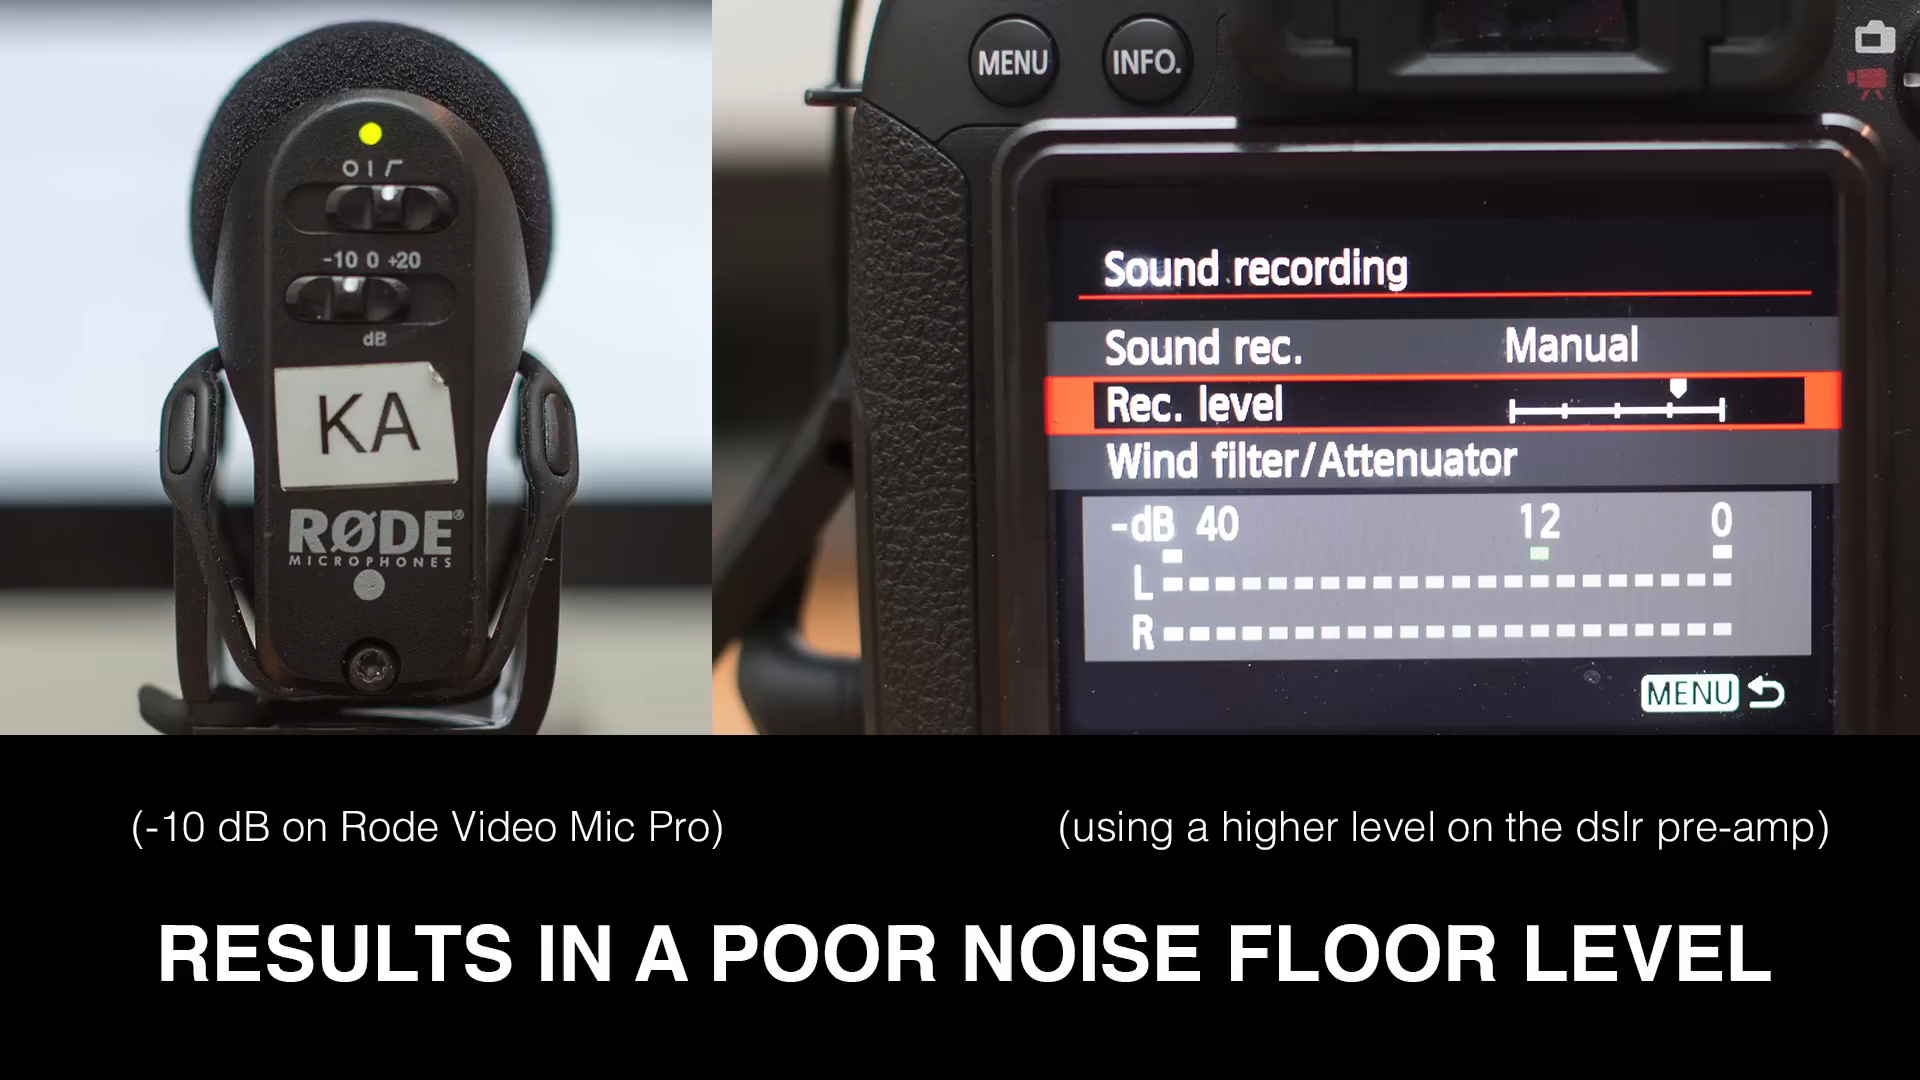 MENU INFO.
-10 0 +20
dB
KA
RØDE®
MICROPHONES
Sound recording
Sound rec. Manual
Rec. level
Wind filter/Attenuator
-dB 40 12 0
L
R
MENU
(-10 dB on Rode Video Mic Pro)
(using a higher level on the dslr pre-amp)
RESULTS IN A POOR NOISE FLOOR LEVEL